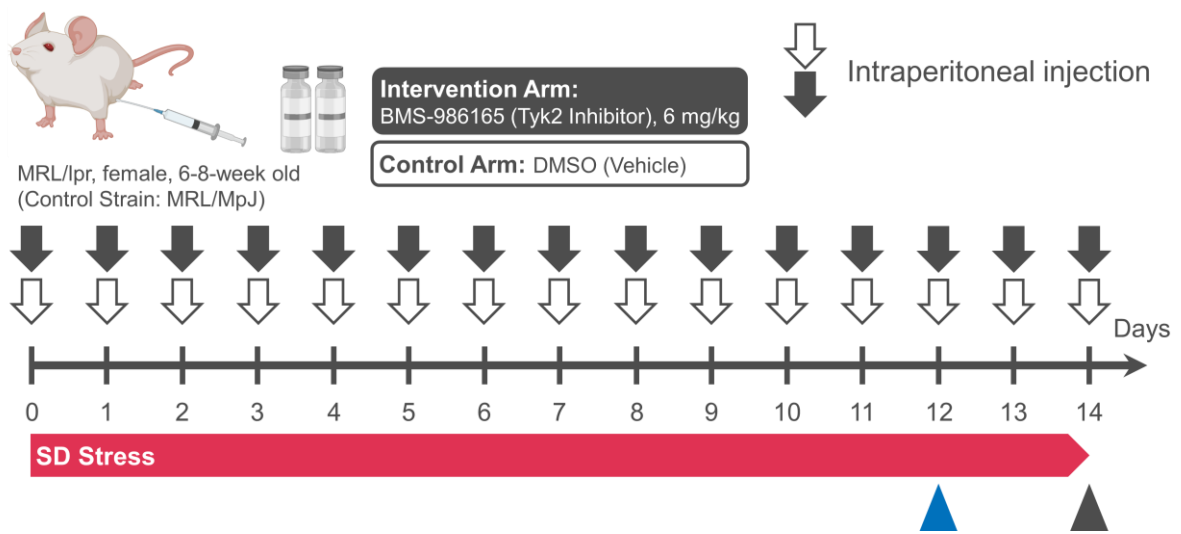 Intervention Arm:
BMS-986165 (Tyk2 Inhibitor), 6 mg/kg
Control Arm: DMSO (Vehicle)
Intraperitoneal injection
MRL/lpr, female, 6-8-week old
(Control Strain: MRL/MpJ)
Days
0 1 2 3 4 5 6 7 8 9 10 11 12 13 14
SD Stress